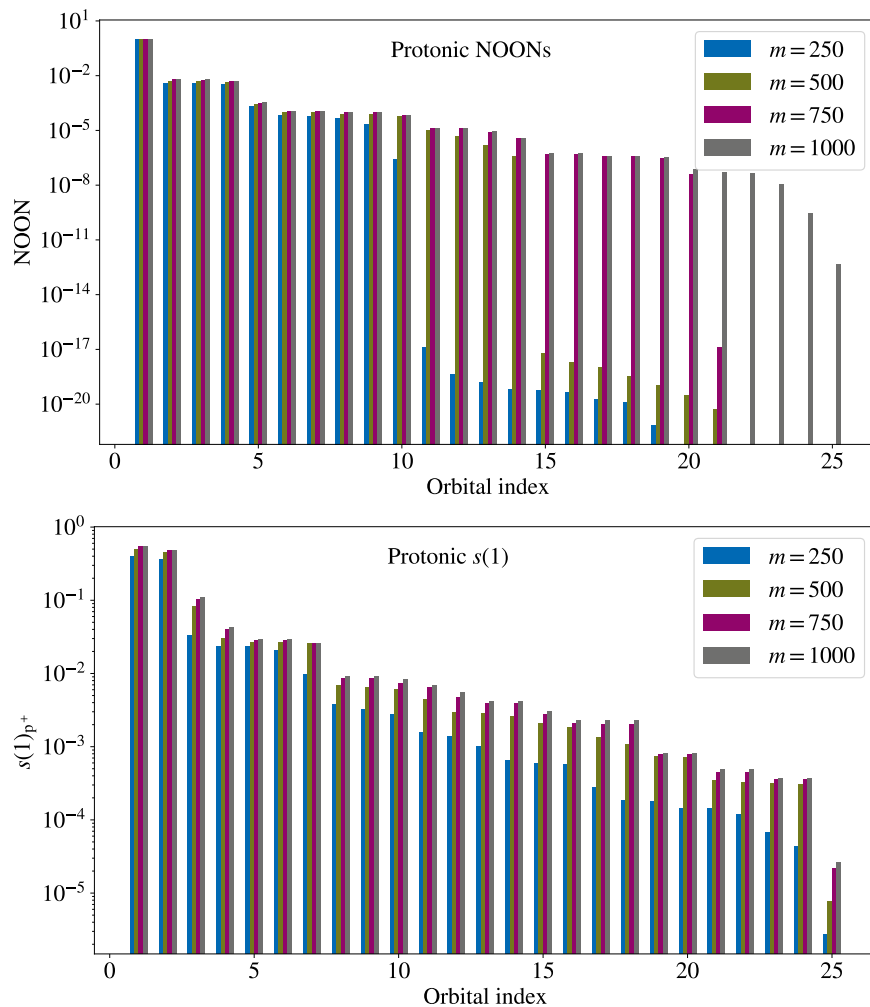 Protonic NOONs
m = 250
m = 500
m = 750
m = 1000
NOON
10^1
10^−2
10^−5
10^−8
10^−11
10^−14
10^−17
10^−20
0 5 10 15 20 25
Orbital index
Protonic s(1)
m = 250
m = 500
m = 750
m = 1000
s(1)_{p^+}
10^0
10^−1
10^−2
10^−3
10^−4
10^−5
0 5 10 15 20 25
Orbital index